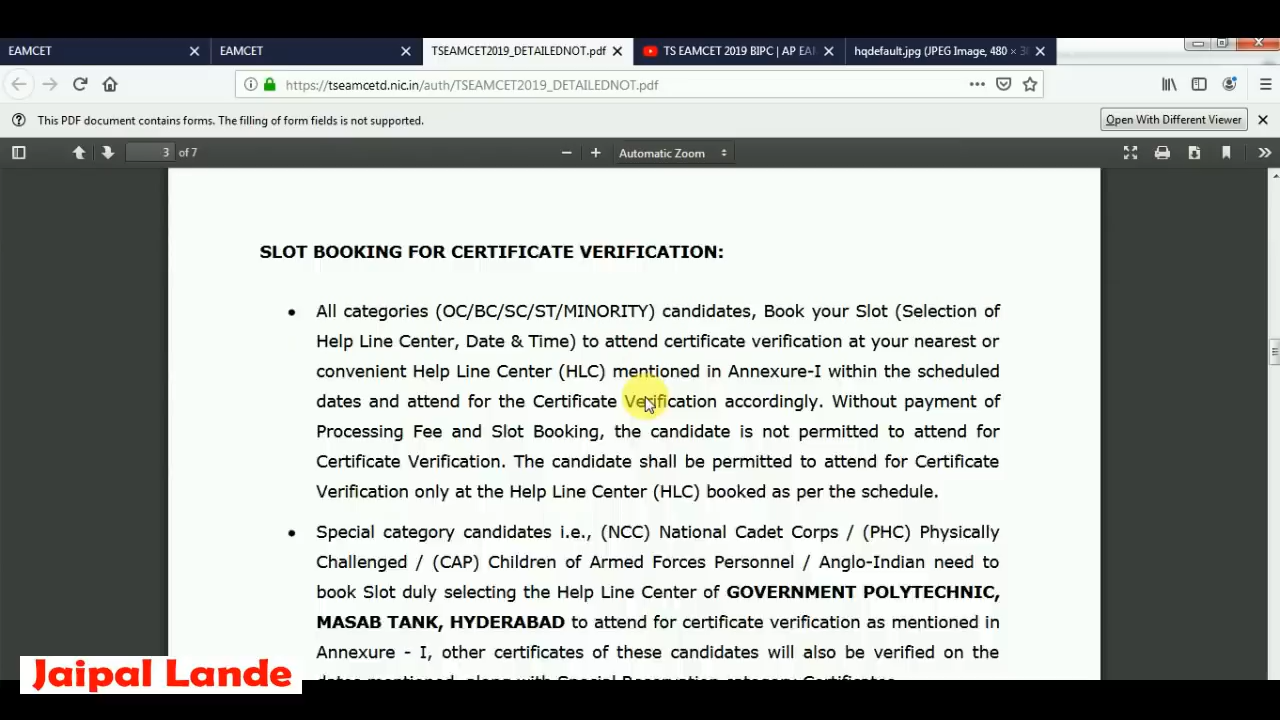 EAMCET
EAMCET
TSEAMCET2019_DETAILEDNOT.pdf
TS EAMCET 2019 BIPC | AP EAM
hqdefault.jpg (JPEG Image, 480 ×
https://tseamcetd.nic.in/auth/TSEAMCET2019_DETAILEDNOT.pdf
This PDF document contains forms. The filling of form fields is not supported.
Open With Different Viewer
3 of 7
Automatic Zoom
SLOT BOOKING FOR CERTIFICATE VERIFICATION:
• All categories (OC/BC/SC/ST/MINORITY) candidates, Book your Slot (Selection of
Help Line Center, Date & Time) to attend certificate verification at your nearest or
convenient Help Line Center (HLC) mentioned in Annexure-I within the scheduled
dates and attend for the Certificate Verification accordingly. Without payment of
Processing Fee and Slot Booking, the candidate is not permitted to attend for
Certificate Verification. The candidate shall be permitted to attend for Certificate
Verification only at the Help Line Center (HLC) booked as per the schedule.
• Special category candidates i.e., (NCC) National Cadet Corps / (PHC) Physically
Challenged / (CAP) Children of Armed Forces Personnel / Anglo-Indian need to
book Slot duly selecting the Help Line Center of GOVERNMENT POLYTECHNIC,
MASAB TANK, HYDERABAD to attend for certificate verification as mentioned in
Annexure - I, other certificates of these candidates will also be verified on the
dates mentioned, along with Special Reservation category Certificates
Jaipal Lande